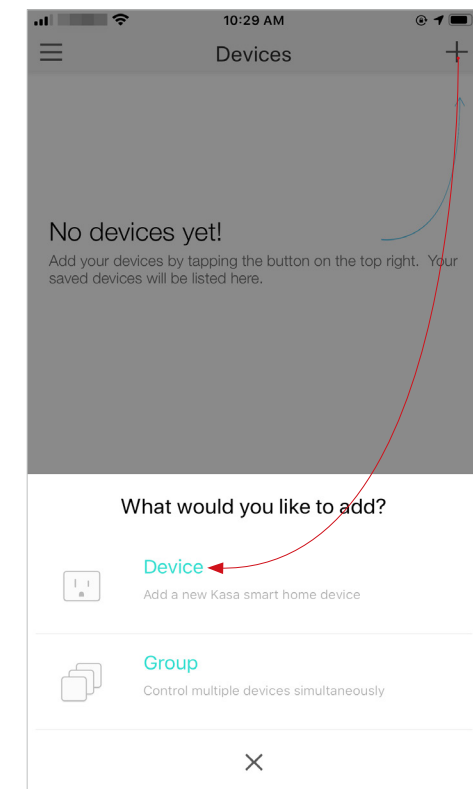 10:29 AM
Devices
No devices yet!
Add your devices by tapping the button on the top right.  Your
saved devices will be listed here.
What would you like to add?
Device
Add a new Kasa smart home device
Group
Control multiple devices simultaneously